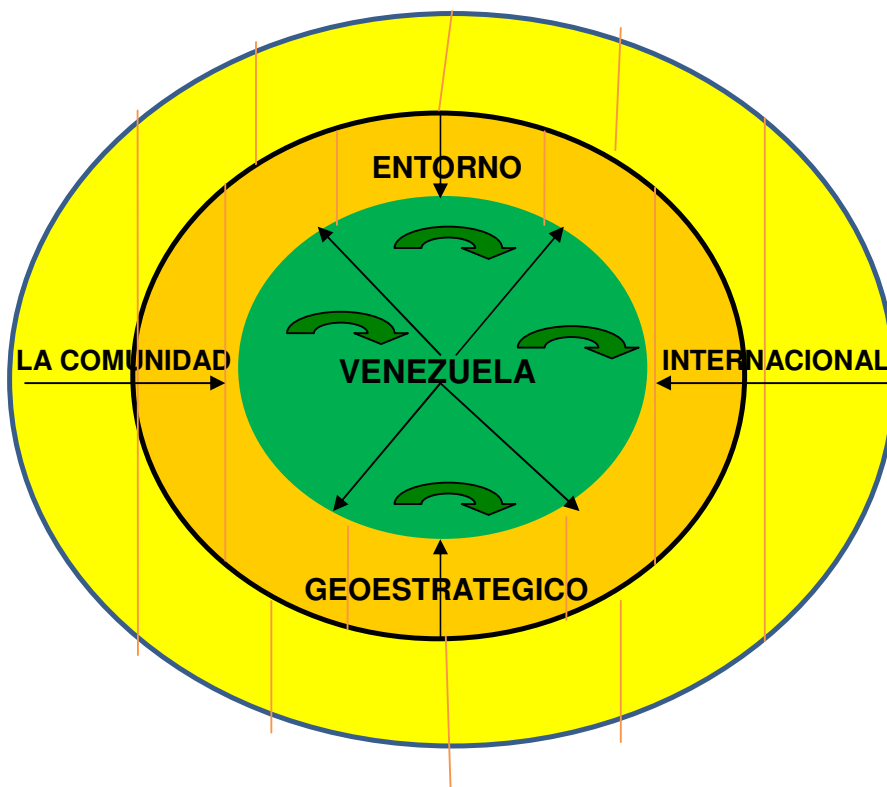 ENTORNO
LA COMUNIDAD
INTERNACIONAL
VENEZUELA
GEOESTRATEGICO